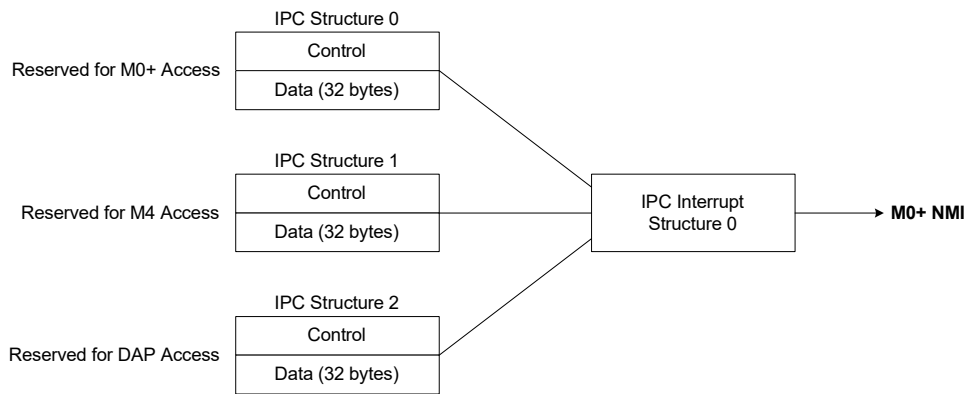 IPC Structure 0
Control
Reserved for M0+ Access
Data (32 bytes)
IPC Structure 1
Control
Reserved for M4 Access
Data (32 bytes)
IPC Interrupt
Structure 0
M0+ NMI
IPC Structure 2
Control
Reserved for DAP Access
Data (32 bytes)